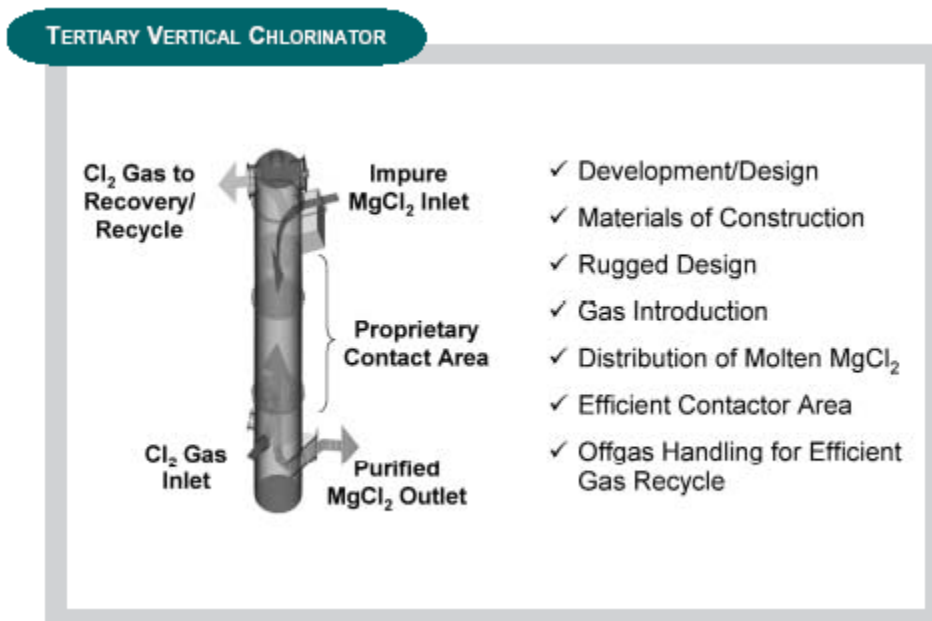 TERTIARY VERTICAL CHLORINATOR
Cl₂ Gas to
Recovery/
Recycle
Impure
MgCl₂ Inlet
Proprietary
Contact Area
Cl₂ Gas
Inlet
Purified
MgCl₂ Outlet
✓ Development/Design
✓ Materials of Construction
✓ Rugged Design
✓ Gas Introduction
✓ Distribution of Molten MgCl₂
✓ Efficient Contactor Area
✓ Offgas Handling for Efficient
Gas Recycle